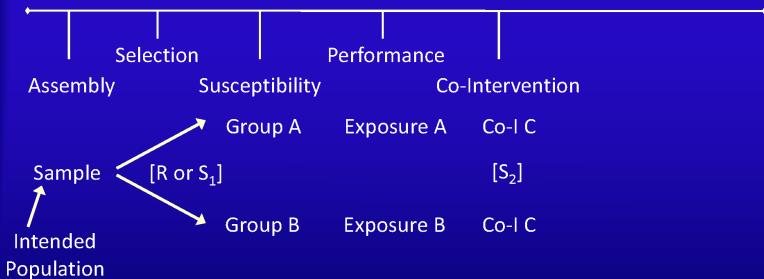 Selection Performance
Assembly Susceptibility Co-Intervention
Group A Exposure A Co-I C
Sample [R or S₁] [S₂]
Group B Exposure B Co-I C
Intended
Population